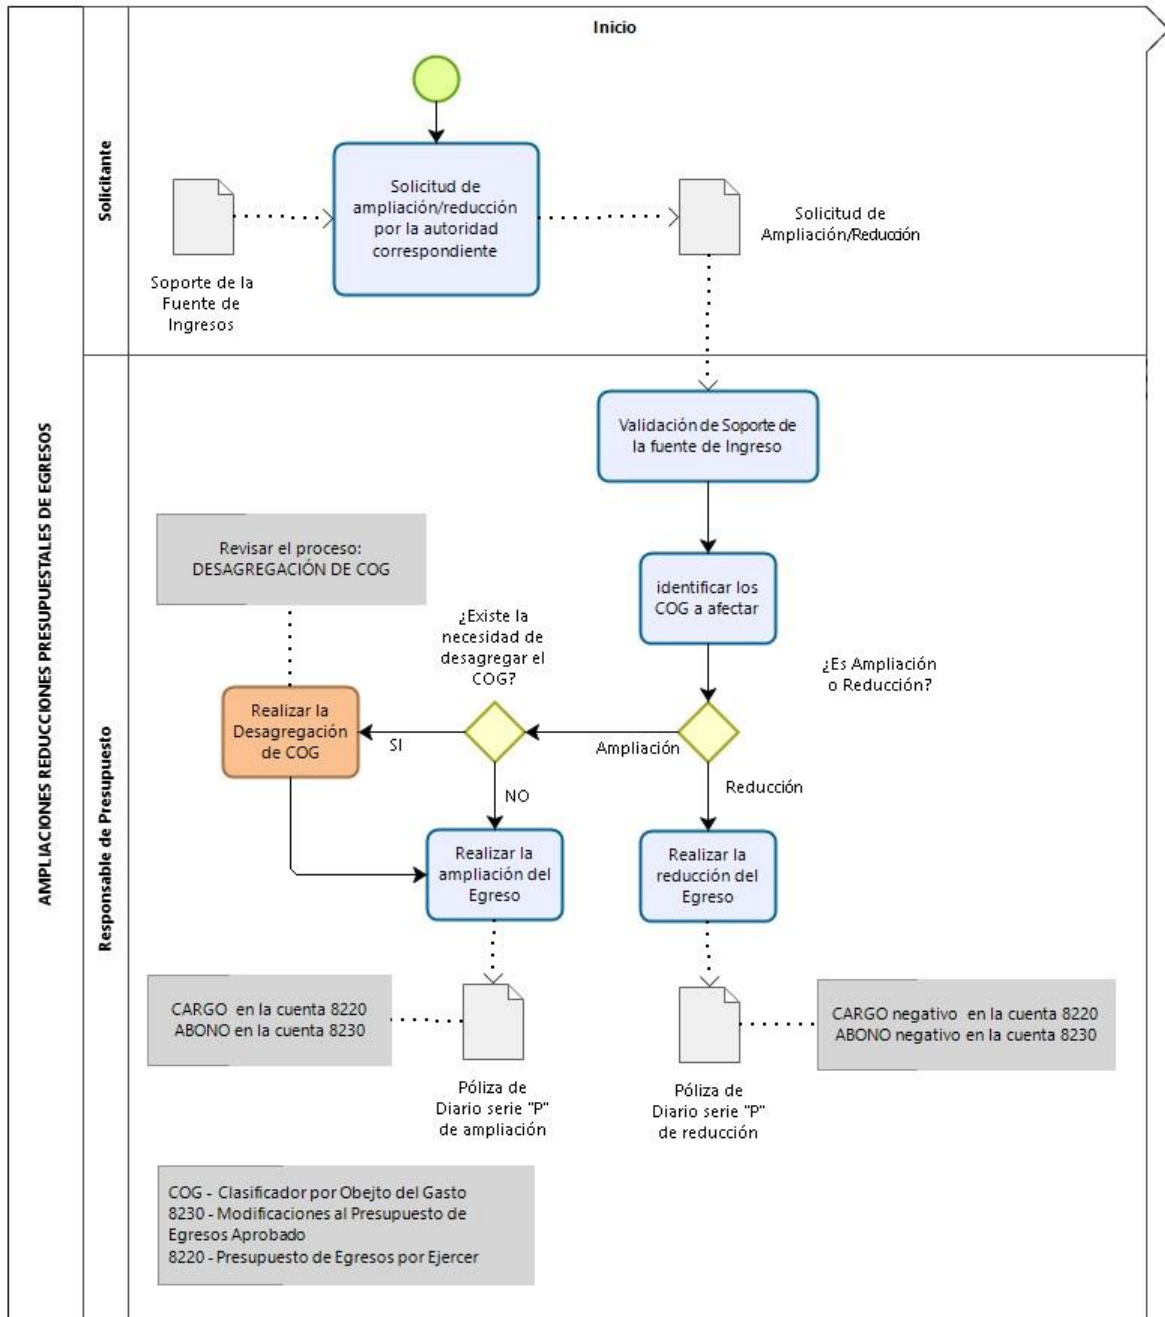 AMPLIACIONES REDUCCIONES PRESUPUESTALES DE EGRESOS
Inicio
Solicitante
Solicitud de
ampliación/reducción
por la autoridad
correspondiente
Soporte de la
Fuente de
Ingresos
Solicitud de
Ampliación/Reducción
Responsable de Presupuesto
Validación de Soporte de
la fuente de Ingreso
identificar los
COG a afectar
¿Es Ampliación
o Reducción?
Revisar el proceso:
DESAGREGACIÓN DE COG
¿Existe la
necesidad de
desagregar el
COG?
Realizar la
Desagregación
de COG
SI
Ampliación
NO
Reducción
Realizar la
ampliación del
Egreso
Realizar la
reducción del
Egreso
CARGO en la cuenta 8220
ABONO en la cuenta 8230
CARGO negativo en la cuenta 8220
ABONO negativo en la cuenta 8230
Póliza de
Diario serie "P"
de ampliación
Póliza de
Diario serie "P"
de reducción
COG - Clasificador por Obejto del Gasto
8230 - Modificaciones al Presupuesto de
Egresos Aprobado
8220 - Presupuesto de Egresos por Ejercer